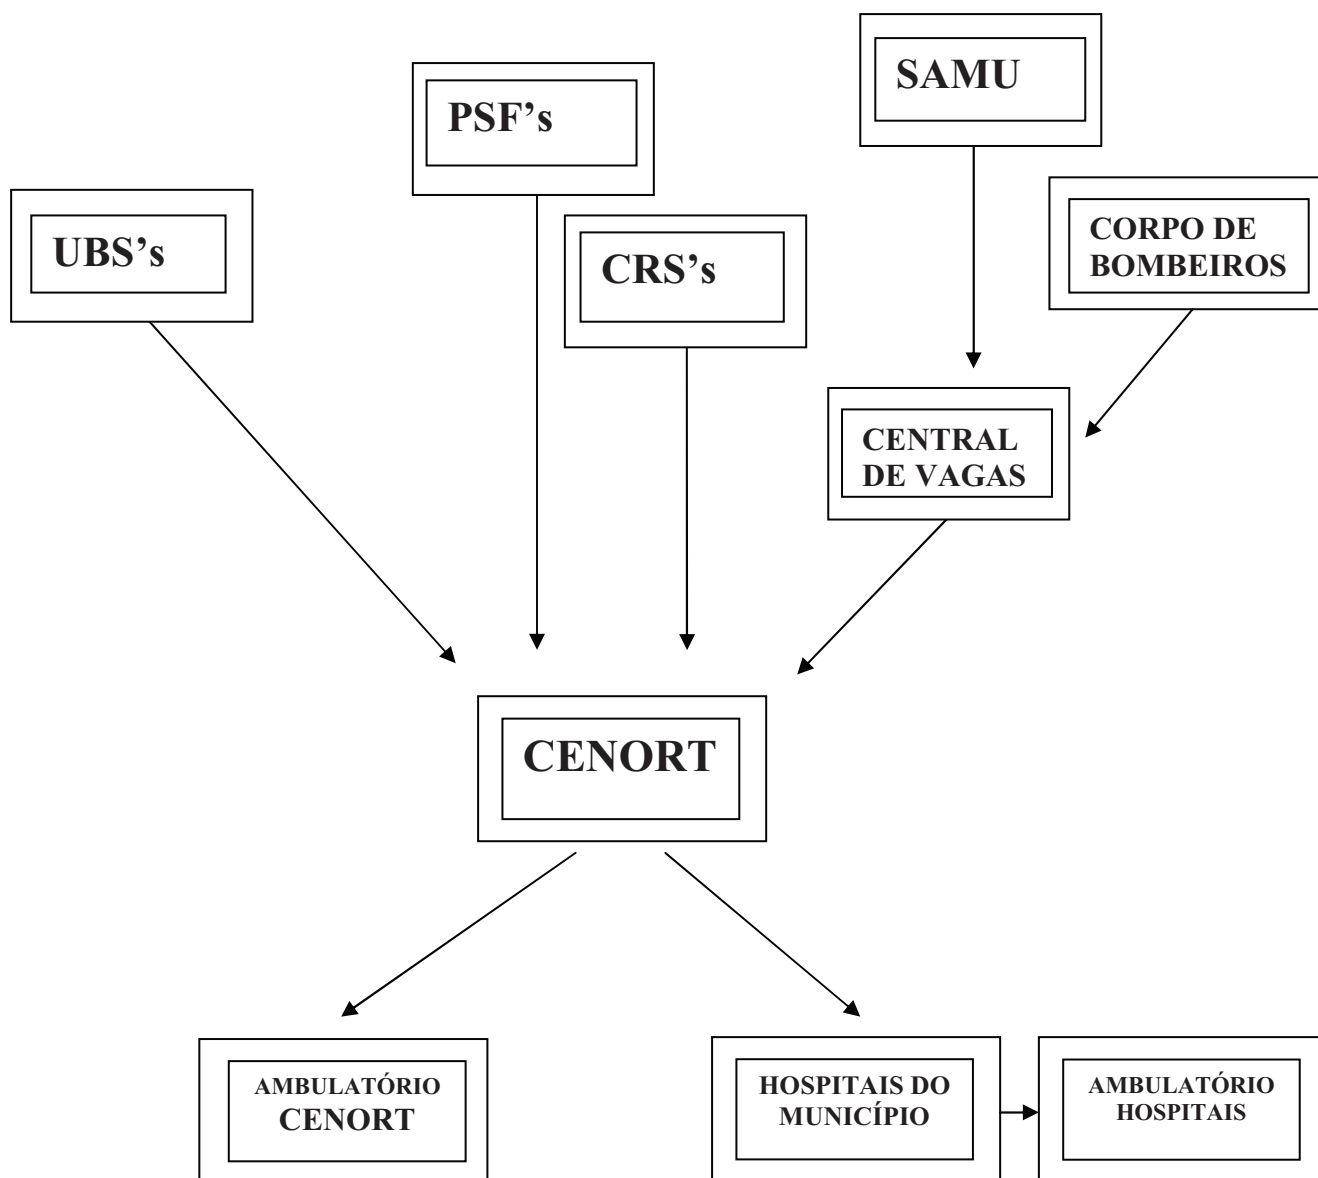 SAMU
PSF’s
CORPO DE
BOMBEIROS
UBS’s
CRS’s
CENTRAL
DE VAGAS
CENORT
AMBULATÓRIO
CENORT
HOSPITAIS DO
MUNICÍPIO
AMBULATÓRIO
HOSPITAIS